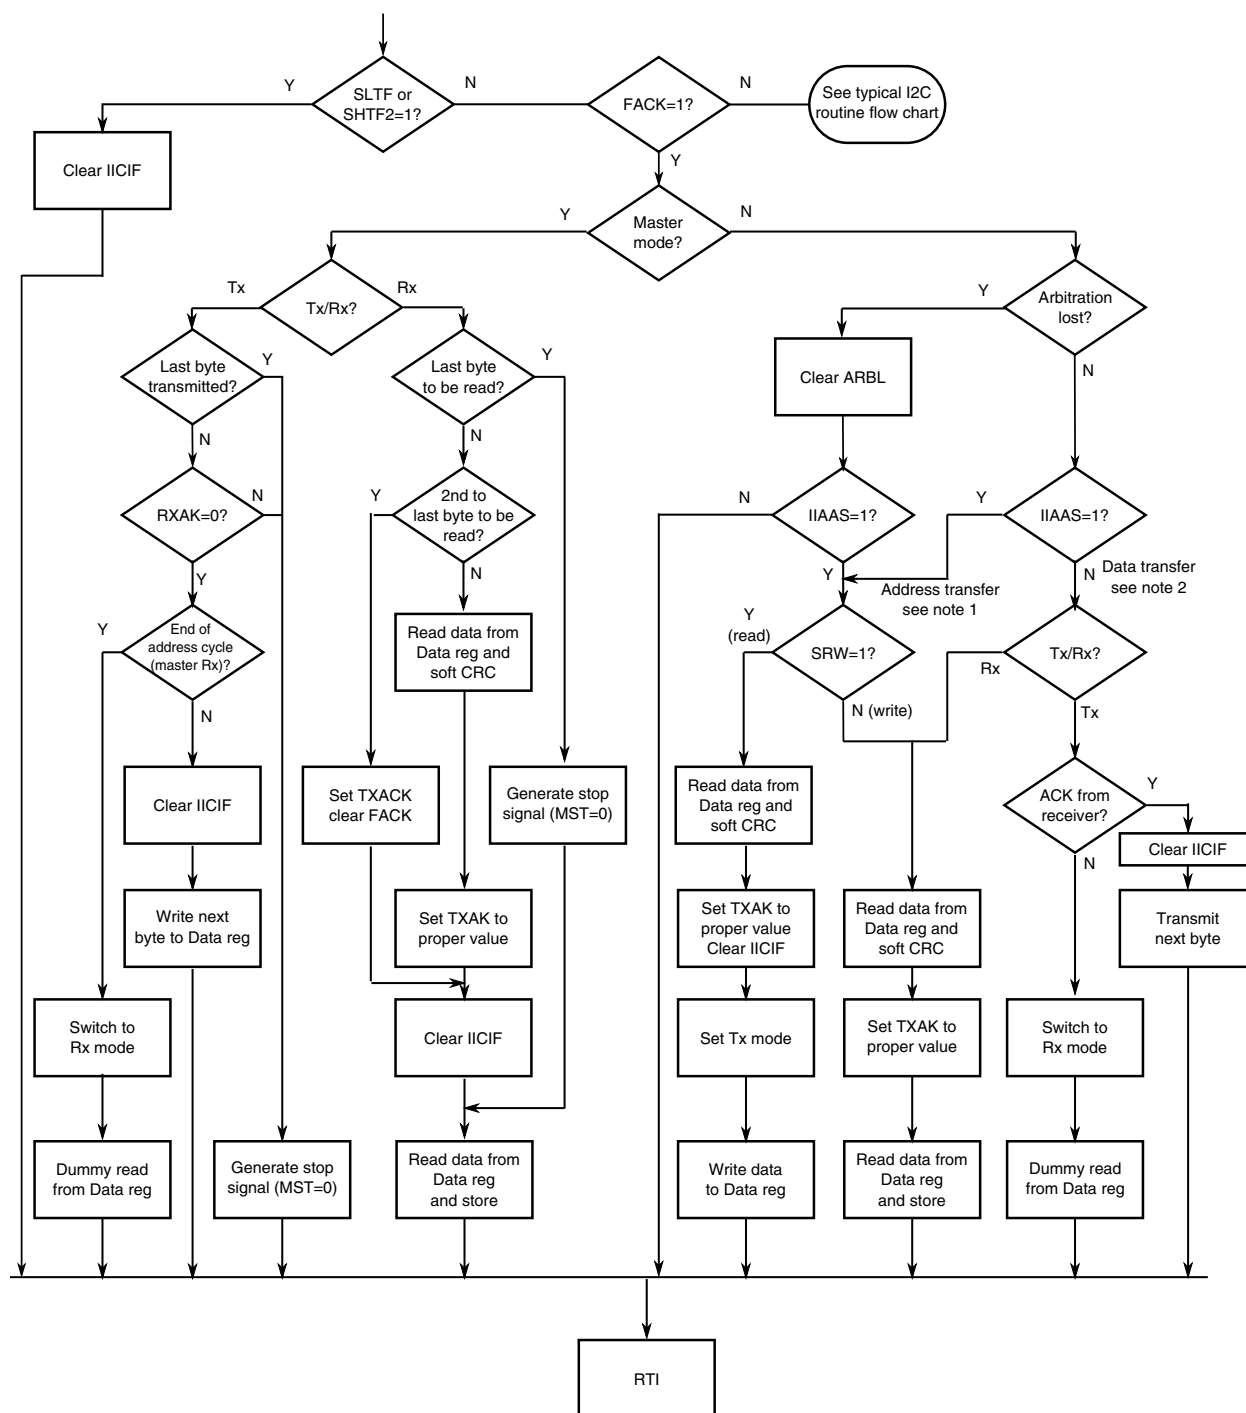 Y
SLTF or
SHTF2=1?
N
FACK=1?
N
See typical I2C
routine flow chart
Clear IICIF
Y
Y
Master
mode?
N
Tx
Tx/Rx?
Rx
Y
Arbitration
lost?
Last byte
transmitted?
Y
Last byte
to be read?
Y
Clear ARBL
N
N
N
RXAK=0?
N
Y
2nd to
last byte to be
read?
N
IIAAS=1?
Y
IIAAS=1?
Y
N
Y
Address transfer
see note 1
N
Data transfer
see note 2
Y
End of
address cycle
(master Rx)?
Read data from
Data reg and
soft CRC
Y
(read)
SRW=1?
Rx
Tx/Rx?
N
N (write)
Tx
Clear IICIF
Set TXACK
clear FACK
Generate stop
signal (MST=0)
Read data from
Data reg and
soft CRC
ACK from
receiver?
Y
Clear IICIF
N
Write next
byte to Data reg
Set TXAK to
proper value
Set TXAK to
proper value
Clear IICIF
Read data from
Data reg and
soft CRC
Transmit
next byte
Switch to
Rx mode
Clear IICIF
Set Tx mode
Set TXAK to
proper value
Switch to
Rx mode
Dummy read
from Data reg
Generate stop
signal (MST=0)
Read data from
Data reg
and store
Write data
to Data reg
Read data from
Data reg
and store
Dummy read
from Data reg
RTI